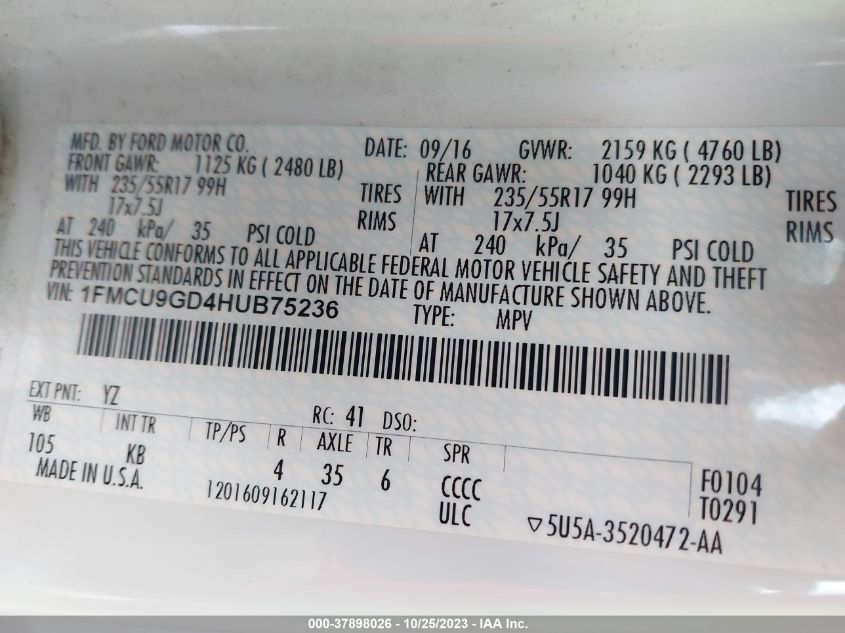 MFD. BY FORD MOTOR CO. DATE: 09/16 GVWR: 2159 KG ( 4760 LB)
FRONT GAWR: 1125 KG ( 2480 LB) REAR GAWR: 1040 KG ( 2293 LB)
WITH 235/55R17 99H TIRES WITH 235/55R17 99H TIRES
17x7.5J RIMS 17x7.5J RIMS
AT 240 kPa/ 35 PSI COLD AT 240 kPa/ 35 PSI COLD
THIS VEHICLE CONFORMS TO ALL APPLICABLE FEDERAL MOTOR VEHICLE SAFETY AND THEFT
PREVENTION STANDARDS IN EFFECT ON THE DATE OF MANUFACTURE SHOWN ABOVE.
VIN: 1FMCU9GD4HUB75236 TYPE: MPV
EXT PNT: YZ RC: 41 DSO:
WB INT TR TP/PS R AXLE TR SPR
105 KB 4 35 6 CCCC F0104
MADE IN U.S.A. 1201609162117 ULC T0291
▽5U5A-3520472-AA
000-37898026 - 10/25/2023 - IAA Inc.